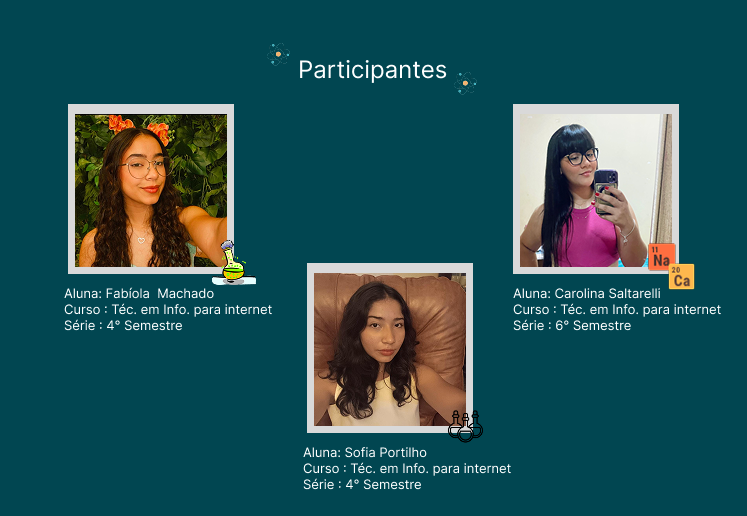 Participantes
Aluna: Fabíola  Machado
Curso : Téc. em Info. para internet
Série : 4° Semestre
Aluna: Carolina Saltarelli
Curso : Téc. em Info. para internet
Série : 6° Semestre
11
Na
20
Ca
Aluna: Sofia Portilho
Curso : Téc. em Info. para internet
Série : 4° Semestre